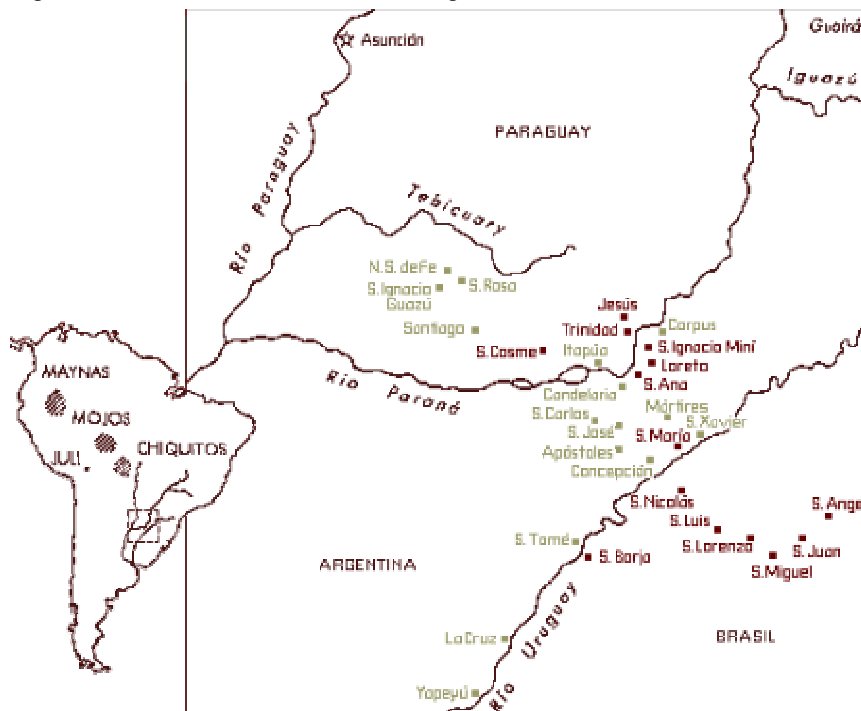 Guairá
Asunción
Iguazú
PARAGUAY
Río Paraguay
Tebicuary
N.S. deFe
S. Rosa
S. Ignacio
Guazú
Jesús
Santiago
Trinidad
Corpus
S. Cosme
Itapúa
S. Ignacio Miní
Loreto
S. Ana
MAYNAS
Río Paraná
Candelaria
MOJOS
S. Carlos
Mártires
S. José
S. Xavier
S. María
CHIQUITOS
JULI
Apóstoles
Concepción
S. Nicolás
S. Ange
S. Luis
S. Tomé
S. Lorenzo
S. Juan
S. Borja
S. Miguel
ARGENTINA
BRASIL
La Cruz
Río Uruguay
Yapeyú